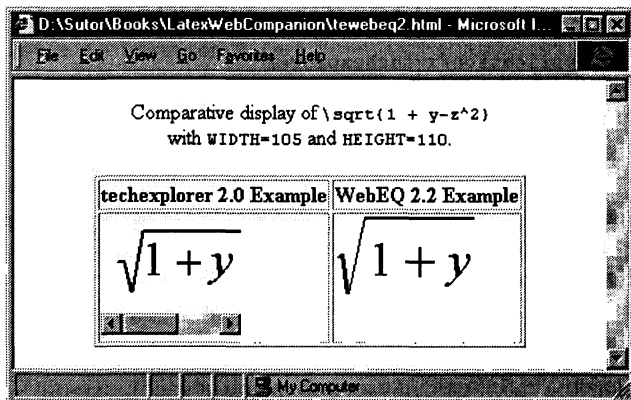 D:\Sutor\Books\LatexWebCompanion\tewebeq2.html - Microsoft I...
File Edit View Go Favorites Help
Comparative display of \sqrt{1 + y-z^2}
with WIDTH=105 and HEIGHT=110.
techexplorer 2.0 Example WebEQ 2.2 Example
√1 + y √1 + y
My Computer